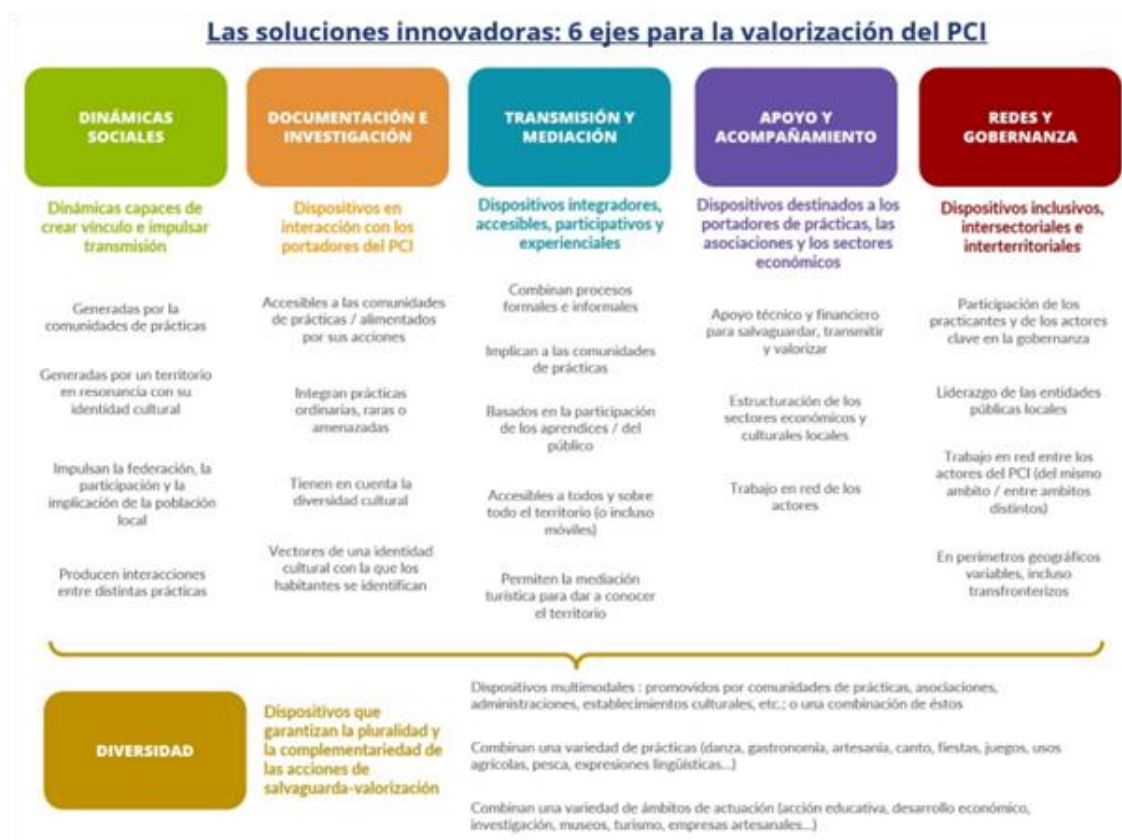 Las soluciones innovadoras: 6 ejes para la valorización del PCI
DINÁMICAS
SOCIALES
Dinámicas capaces de
crear vínculo e impulsar
transmisión
Generadas por la
comunidades de prácticas
Generadas por un territorio
en resonancia con su
identidad cultural
Impulsan la federación, la
participación y la
implicación de la población
local
Producen interacciones
entre distintas prácticas
DOCUMENTACIÓN E
INVESTIGACIÓN
Dispositivos en
interacción con los
portadores del PCI
Accesibles a las comunidades
de prácticas / alimentados
por sus acciones
Integran prácticas
ordinarias, raras o
amenazadas
Tienen en cuenta la
diversidad cultural
Vectores de una identidad
cultural con la que los
habitantes se identifican
TRANSMISIÓN Y
MEDIACIÓN
Dispositivos integradores,
accesibles, participativos y
experienciales
Combinan procesos
formales e informales
Implican a las comunidades
de prácticas
Basados en la participación
de los aprendices / del
público
Accesibles a todos y sobre
todo el territorio (o incluso
móviles)
Permiten la mediación
turística para dar a conocer
el territorio
APOYO Y
ACOMPAÑAMIENTO
Dispositivos destinados a los
portadores de prácticas, las
asociaciones y los sectores
económicos
Apoyo técnico y financiero
para salvaguardar, transmitir
y valorizar
Estructuración de los
sectores económicos y
culturales locales
Trabajo en red de los
actores
REDES Y
GOBERNANZA
Dispositivos inclusivos,
intersectoriales e
interterritoriales
Participación de los
practicantes y de los actores
clave en la gobernanza
Liderazgo de las entidades
públicas locales
Trabajo en red entre los
actores del PCI (del mismo
ambito / entre ambitos
distintos)
En perímetros geográficos
variables, incluso
transfronterizos
DIVERSIDAD
Dispositivos que
garantizan la pluralidad y
la complementariedad de
las acciones de
salvaguarda-valorización
Dispositivos multimodales : promovidos por comunidades de prácticas, asociaciones,
administraciones, establecimientos culturales, etc.; o una combinación de éstos
Combinan una variedad de prácticas (danza, gastronomía, artesanía, canto, fiestas, juegos, usos
agrícolas, pesca, expresiones lingüísticas...)
Combinan una variedad de ámbitos de actuación (acción educativa, desarrollo económico,
investigación, museos, turismo, empresas artesanales...)